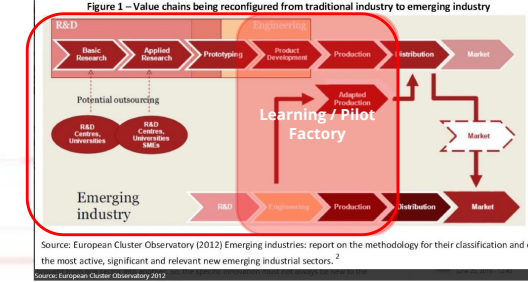 Figure 1 – Value chains being reconfigured from traditional industry to emerging industry
R&D
Engineering
Basic
Research
Applied
Research
Prototyping
Product
Development
Production
Distribution
Market
Potential outsourcing
R&D
Centres,
Universities
R&D
Centres,
Universities
SMEs
Adapted
Production
Learning / Pilot
Factory
Market
Emerging
industry
R&D
Engineering
Production
Distribution
Market
Source: European Cluster Observatory (2012) Emerging industries: report on the methodology for their classification and
the most active, significant and relevant new emerging industrial sectors. 2
Source: European Cluster Observatory 2012